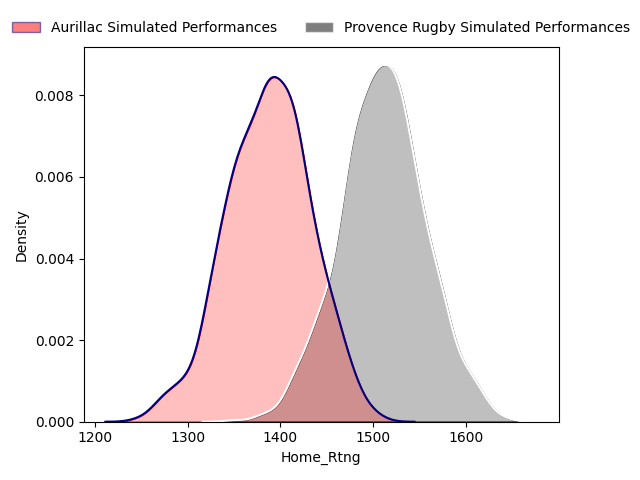 Aurillac Simulated Performances
Provence Rugby Simulated Performances
0.008
0.006
0.004
0.002
0.000
Density
1200 1300 1400 1500 1600
Home_Rtng